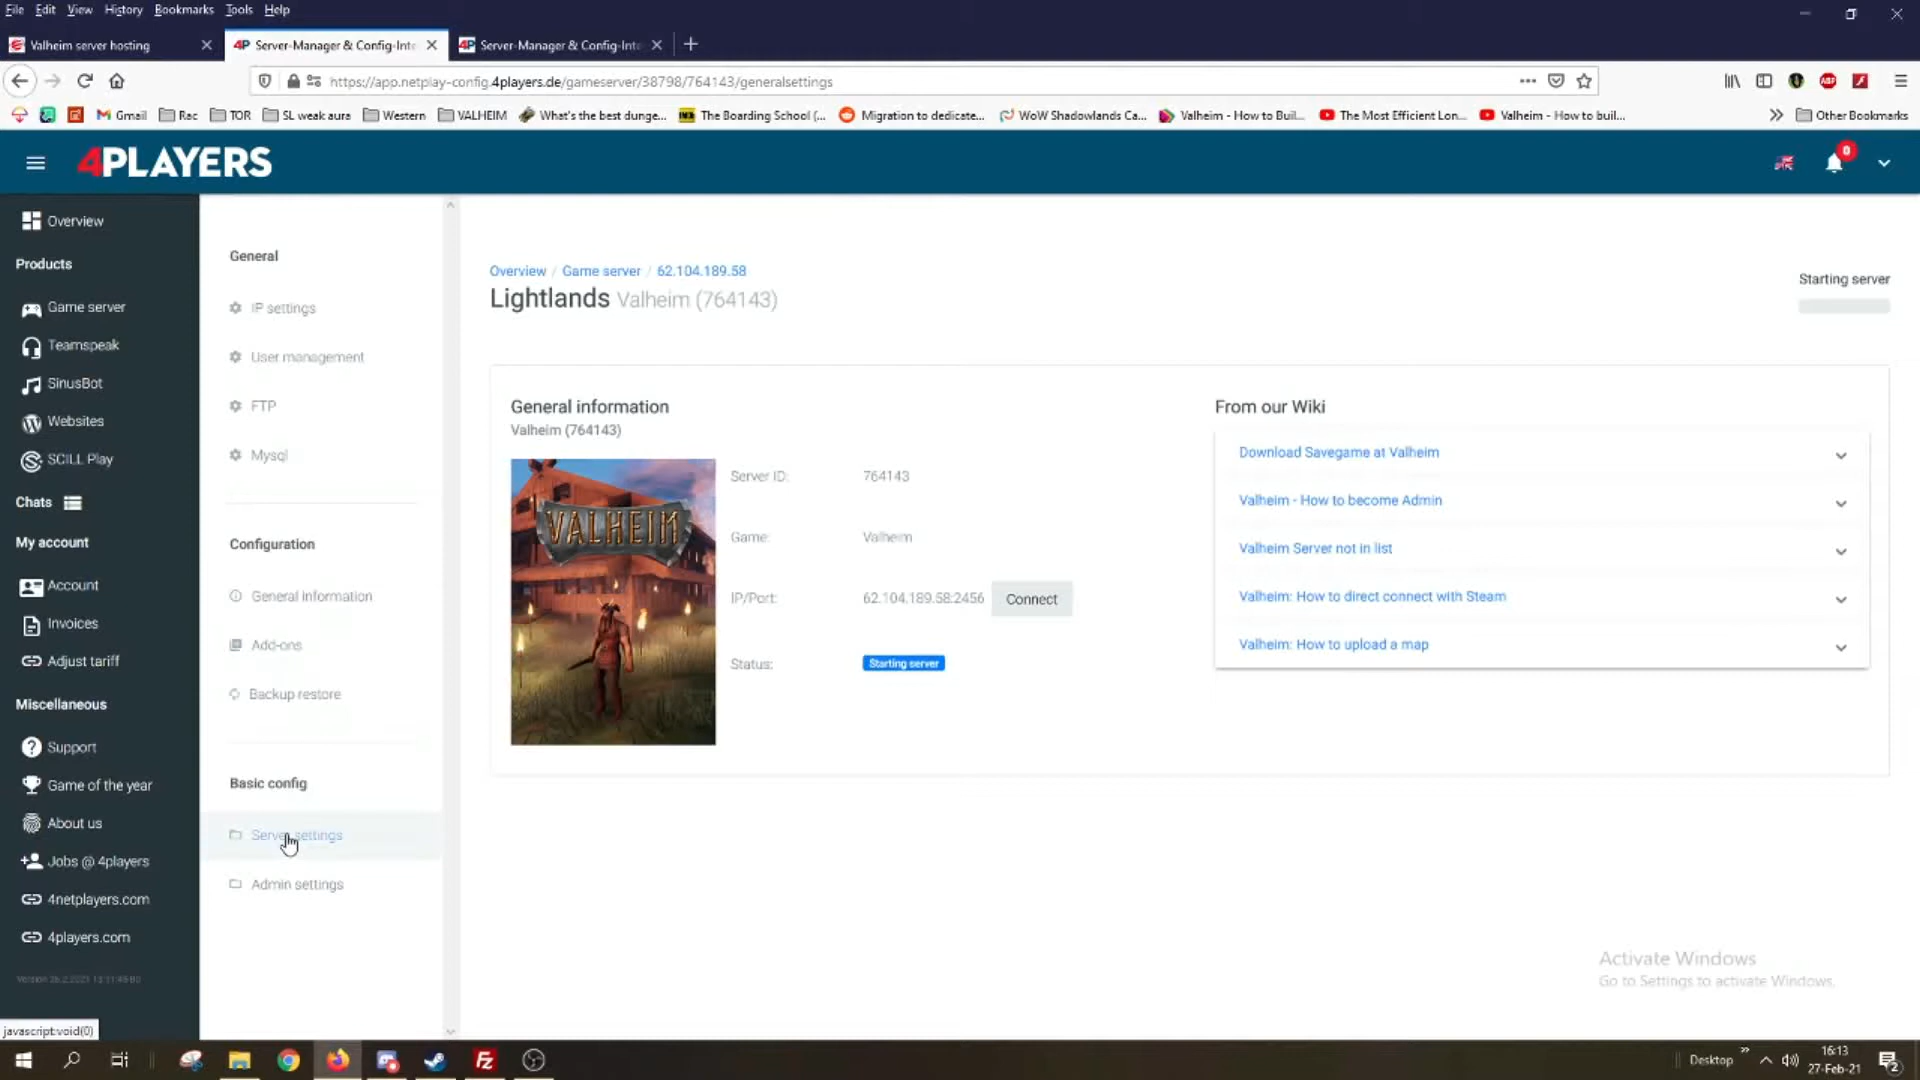 File Edit View History Bookmarks Tools Help
Valheim server hosting
4P Server-Manager & Config-Inte
4P Server-Manager & Config-Inte
https://app.netplay-config.4players.de/gameserver/38798/764143/generalsettings
Gmail Rac TOR SL weak aura Western VALHEIM What's the best dunge... The Boarding School (... Migration to dedicate... WoW Shadowlands Ca... Valheim - How to Buil... The Most Efficient Lon... Valheim - How to buil... Other Bookmarks
4PLAYERS
0
Overview
Products
Game server
Teamspeak
SinusBot
Websites
SCILL Play
Chats
My account
Account
Invoices
Adjust tariff
Miscellaneous
Support
Game of the year
About us
Jobs @ 4players
4netplayers.com
4players.com
javascript:void(0)
General
IP settings
User management
FTP
Mysql
Configuration
General information
Add-ons
Backup restore
Basic config
Server settings
Admin settings
Overview / Game server / 62.104.189.58
Lightlands Valheim (764143)
Starting server
General information
Valheim (764143)
VALHEIM
Server ID: 764143
Game: Valheim
IP/Port: 62.104.189.58:2456 Connect
Status: Starting server
From our Wiki
Download Savegame at Valheim
Valheim - How to become Admin
Valheim Server not in list
Valheim: How to direct connect with Steam
Valheim: How to upload a map
Activate Windows
Go to Settings to activate Windows.
Desktop
16:13
27-Feb-21
2